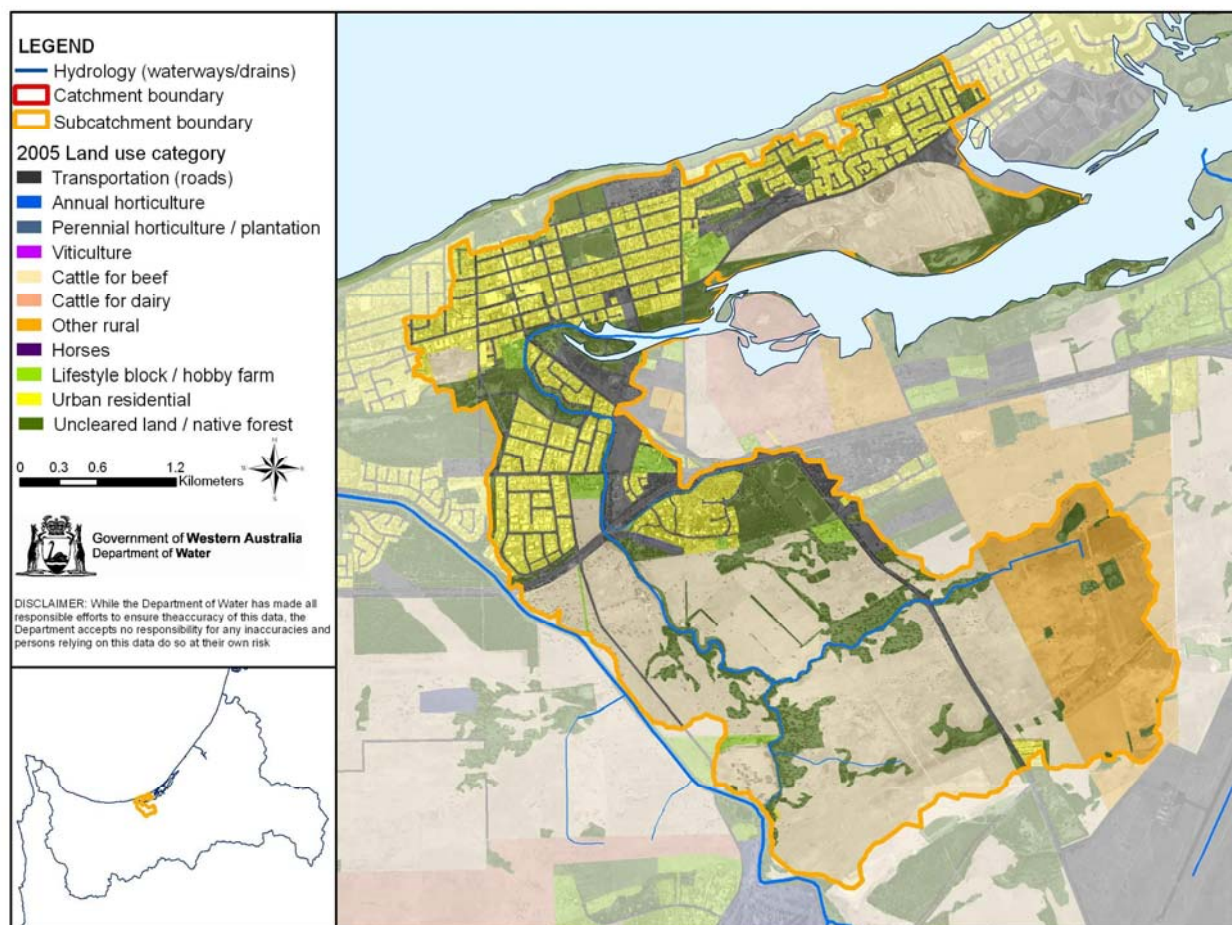 LEGEND
Hydrology (waterways/drains)
Catchment boundary
Subcatchment boundary
2005 Land use category
Transportation (roads)
Annual horticulture
Perennial horticulture / plantation
Viticulture
Cattle for beef
Cattle for dairy
Other rural
Horses
Lifestyle block / hobby farm
Urban residential
Uncleared land / native forest
0 0.3 0.6 1.2
Kilometers
Government of Western Australia
Department of Water
DISCLAIMER: While the Department of Water has made all
responsible efforts to ensure theaccuracy of this data, the
Department accepts no responsibility for any inaccuracies and
persons relying on this data do so at their own risk